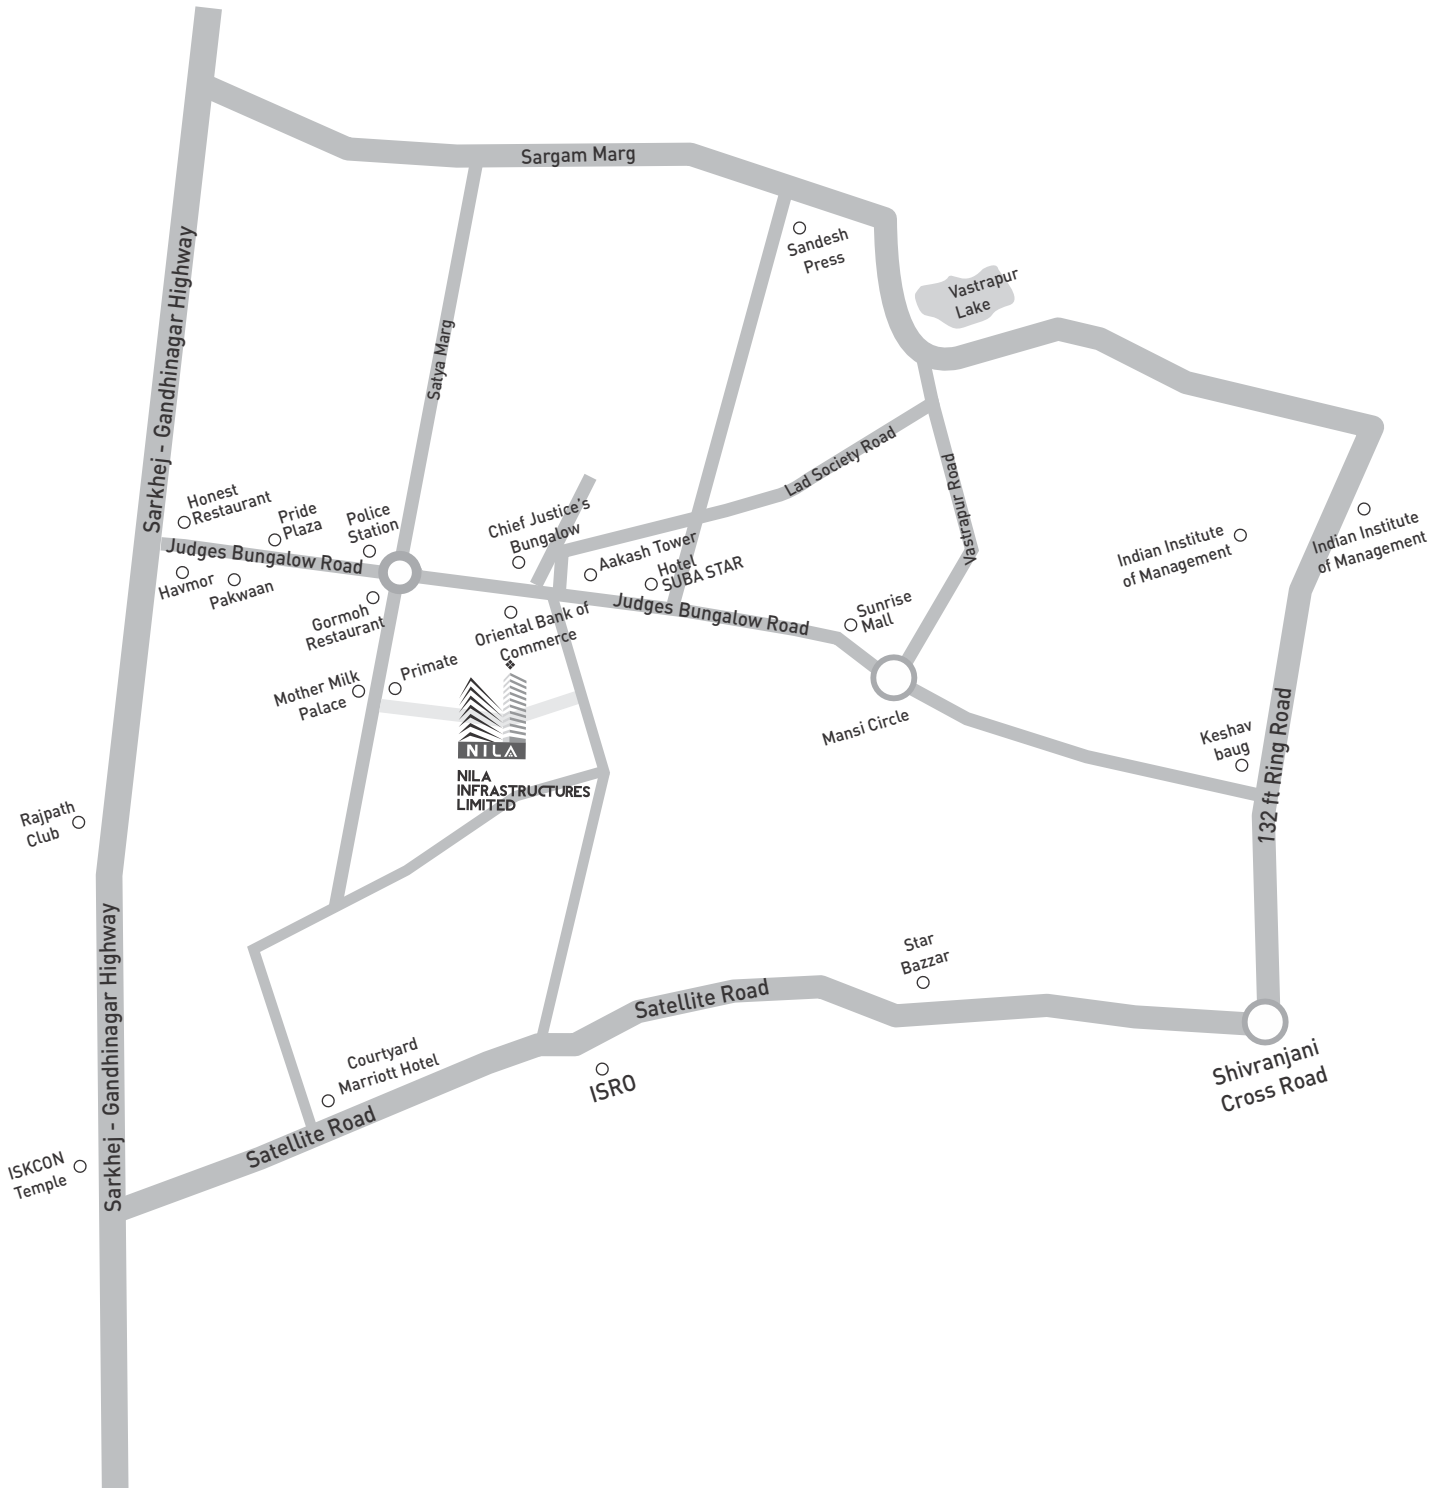 Sargam Marg
Sarkhej - Gandhinagar Highway
Sandesh
Press
Vastrapur
Lake
Satya Marg
Lad Society Road
Vastrapur Road
Honest
Restaurant
Pride
Plaza
Police
Station
Chief Justice's
Bungalow
Aakash Tower
Hotel
SUBA STAR
Indian Institute
of Management
Indian Institute
of Management
Judges Bungalow Road
Havmor
Pakwaan
Gormoh
Restaurant
Oriental Bank of
Commerce
Judges Bungalow Road
Sunrise
Mall
Mother Milk
Palace
Primate
Mansi Circle
Keshav
baug
132 ft Ring Road
NILA
NILA
INFRASTRUCTURES
LIMITED
Rajpath
Club
Sarkhej - Gandhinagar Highway
Star
Bazzar
Satellite Road
Courtyard
Marriott Hotel
ISRO
Shivranjani
Cross Road
Satellite Road
ISKCON
Temple